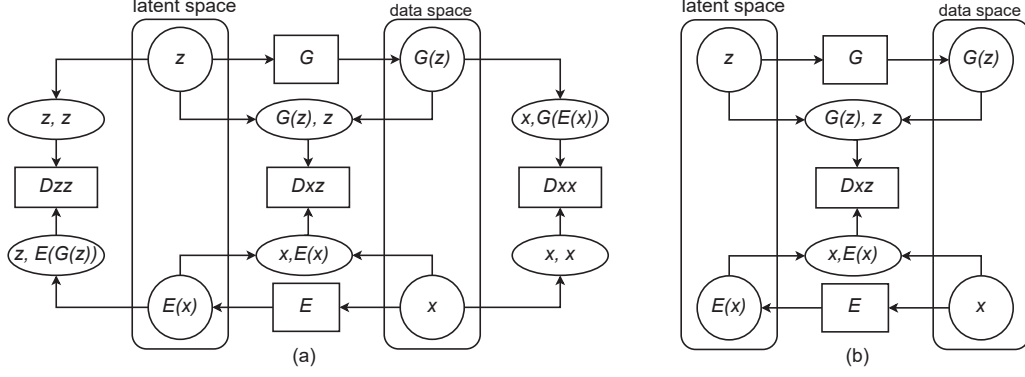 latent space
data space
z
G
G(z)
z, z
G(z), z
x,G(E(x))
Dzz
Dxz
Dxx
z, E(G(z))
x,E(x)
x, x
E(x)
E
x
(a)
latent space
data space
z
G
G(z)
G(z), z
Dxz
x,E(x)
E(x)
E
x
(b)